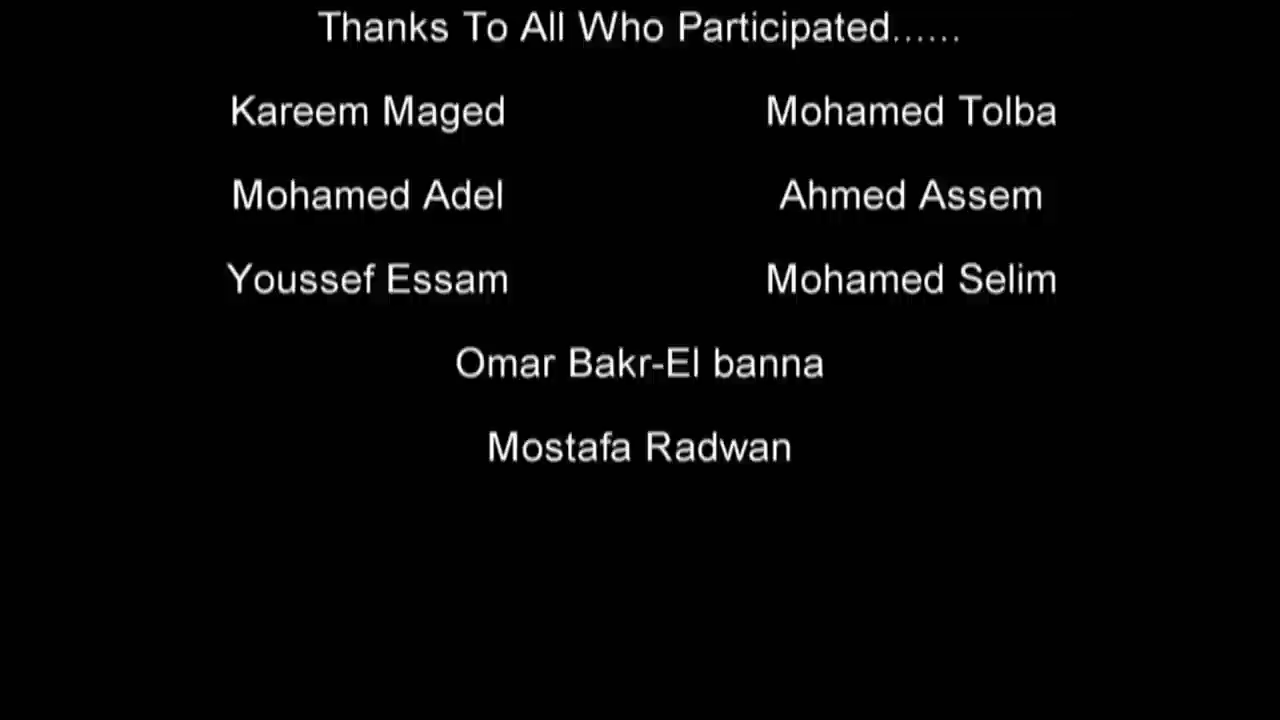 Thanks To All Who Participated......
Kareem Maged Mohamed Tolba
Mohamed Adel Ahmed Assem
Youssef Essam Mohamed Selim
Omar Bakr-El banna
Mostafa Radwan